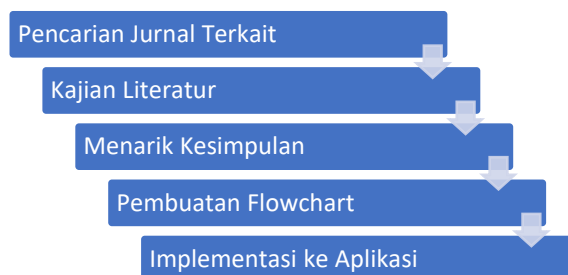 Pencarian Jurnal Terkait
Kajian Literatur
Menarik Kesimpulan
Pembuatan Flowchart
Implementasi ke Aplikasi